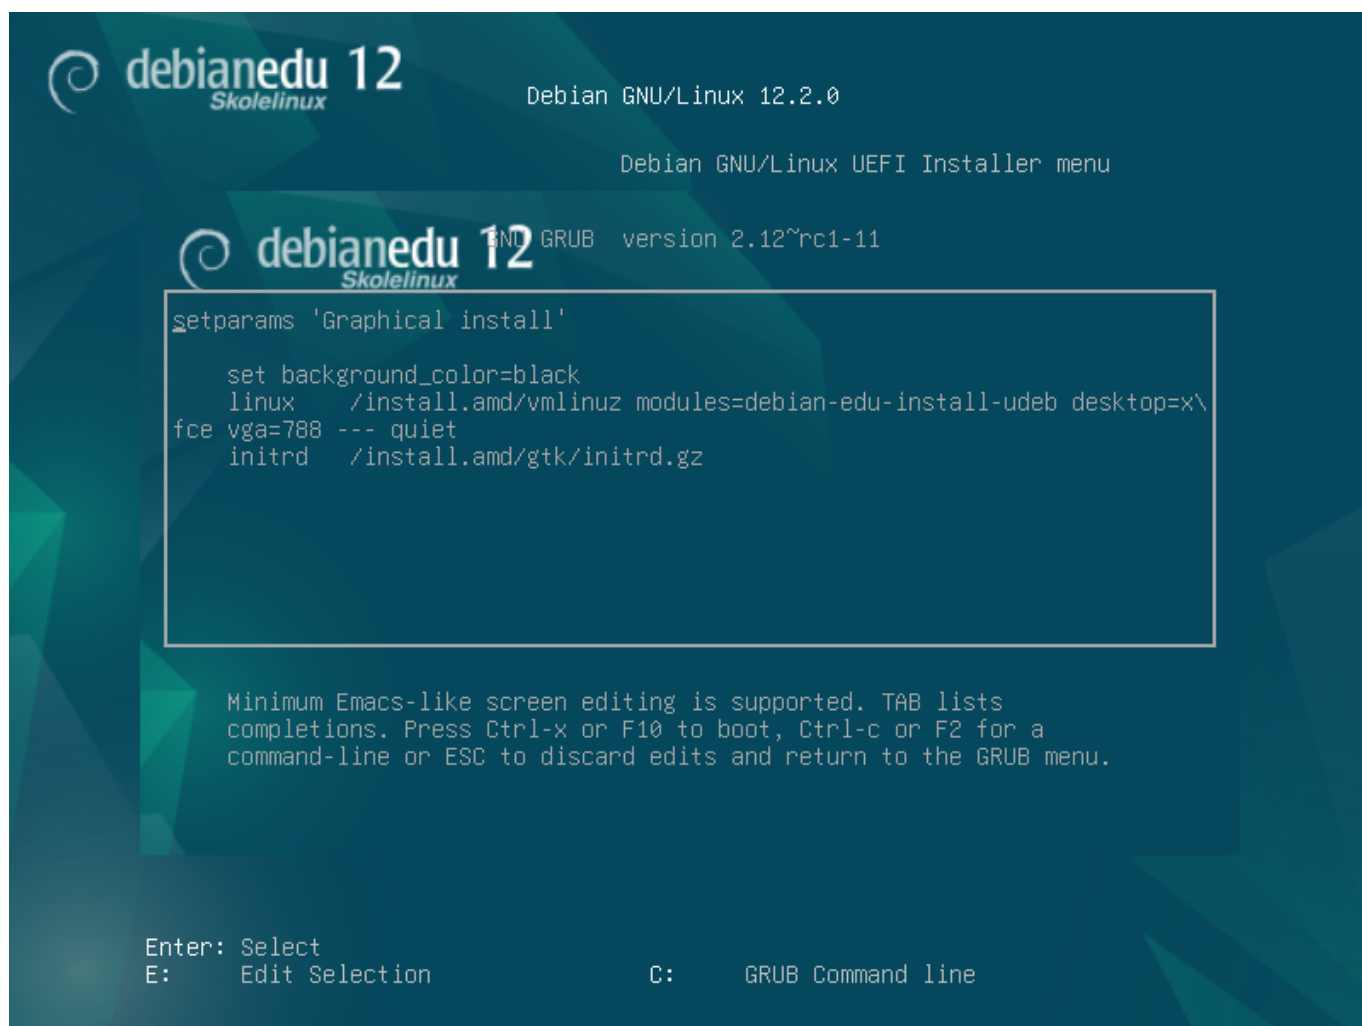 debianedu 12
Skolelinux
Debian GNU/Linux 12.2.0
Debian GNU/Linux UEFI Installer menu
GNU GRUB  version 2.12~rc1-11
debianedu 12
Skolelinux
setparams 'Graphical install'
set background_color=black
linux    /install.amd/vmlinuz modules=debian-edu-install-udeb desktop=x\
fce vga=788 --- quiet
initrd   /install.amd/gtk/initrd.gz
Minimum Emacs-like screen editing is supported. TAB lists
completions. Press Ctrl-x or F10 to boot, Ctrl-c or F2 for a
command-line or ESC to discard edits and return to the GRUB menu.
Enter: Select
E:     Edit Selection                C:     GRUB Command line